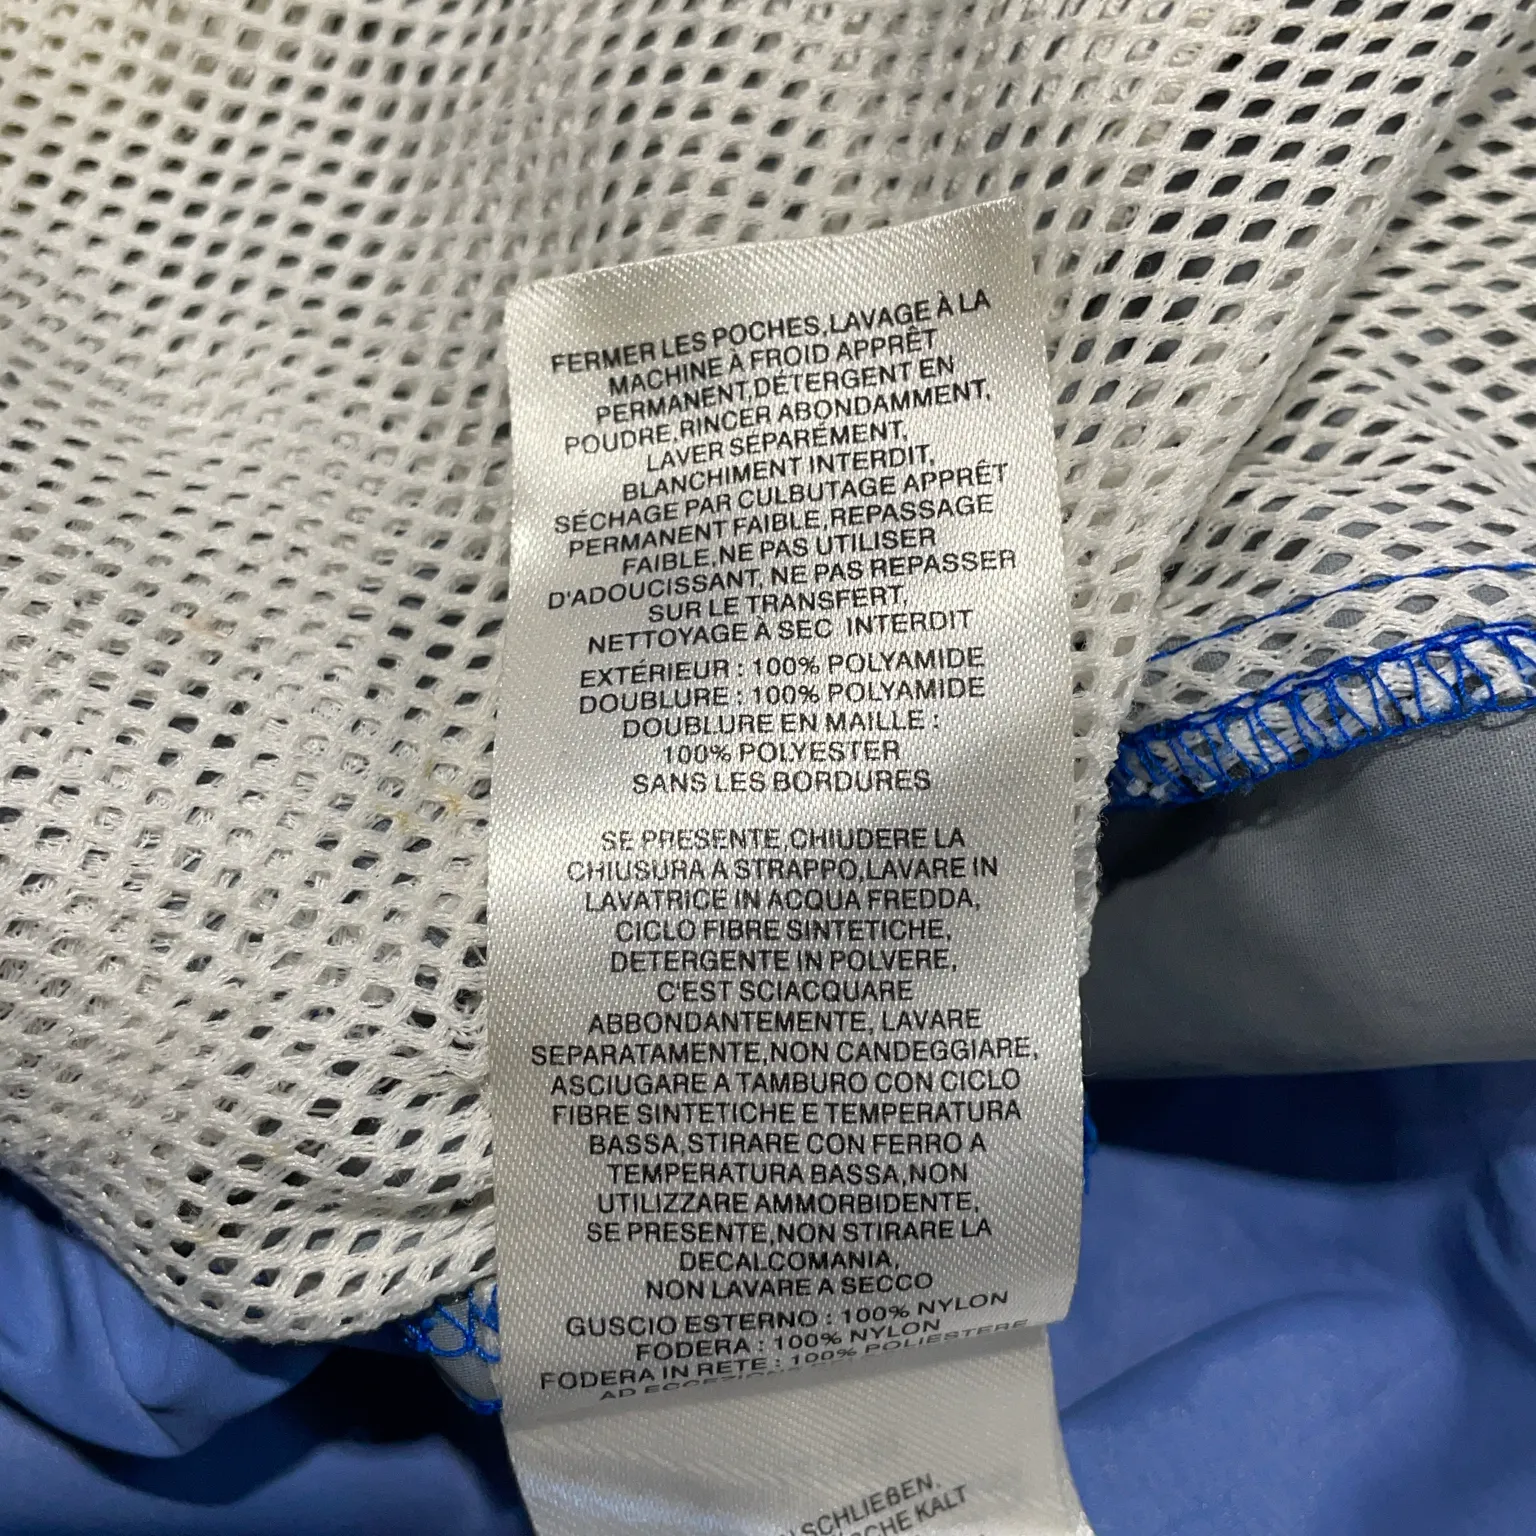 FERMER LES POCHES,LAVAGE À LA
MACHINE À FROID APPRÊT
PERMANENT,DÉTERGENT EN
POUDRE,RINCER ABONDAMMENT,
LAVER SÉPARÉMENT,
BLANCHIMENT INTERDIT,
SÉCHAGE PAR CULBUTAGE APPRÊT
PERMANENT FAIBLE,REPASSAGE
FAIBLE,NE PAS UTILISER
D'ADOUCISSANT, NE PAS REPASSER
SUR LE TRANSFERT,
NETTOYAGE À SEC INTERDIT
EXTÉRIEUR : 100% POLYAMIDE
DOUBLURE : 100% POLYAMIDE
DOUBLURE EN MAILLE :
100% POLYESTER
SANS LES BORDURES
SE PRESENTE,CHIUDERE LA
CHIUSURA A STRAPPO,LAVARE IN
LAVATRICE IN ACQUA FREDDA,
CICLO FIBRE SINTETICHE,
DETERGENTE IN POLVERE,
C'EST SCIACQUARE
ABBONDANTEMENTE, LAVARE
SEPARATAMENTE,NON CANDEGGIARE,
ASCIUGARE A TAMBURO CON CICLO
FIBRE SINTETICHE E TEMPERATURA
BASSA,STIRARE CON FERRO A
TEMPERATURA BASSA,NON
UTILIZZARE AMMORBIDENTE,
SE PRESENTE,NON STIRARE LA
DECALCOMANIA,
NON LAVARE A SECCO
GUSCIO ESTERNO : 100% NYLON
FODERA : 100% NYLON
FODERA IN RETE : 100% POLIESTERE
AD
KALT